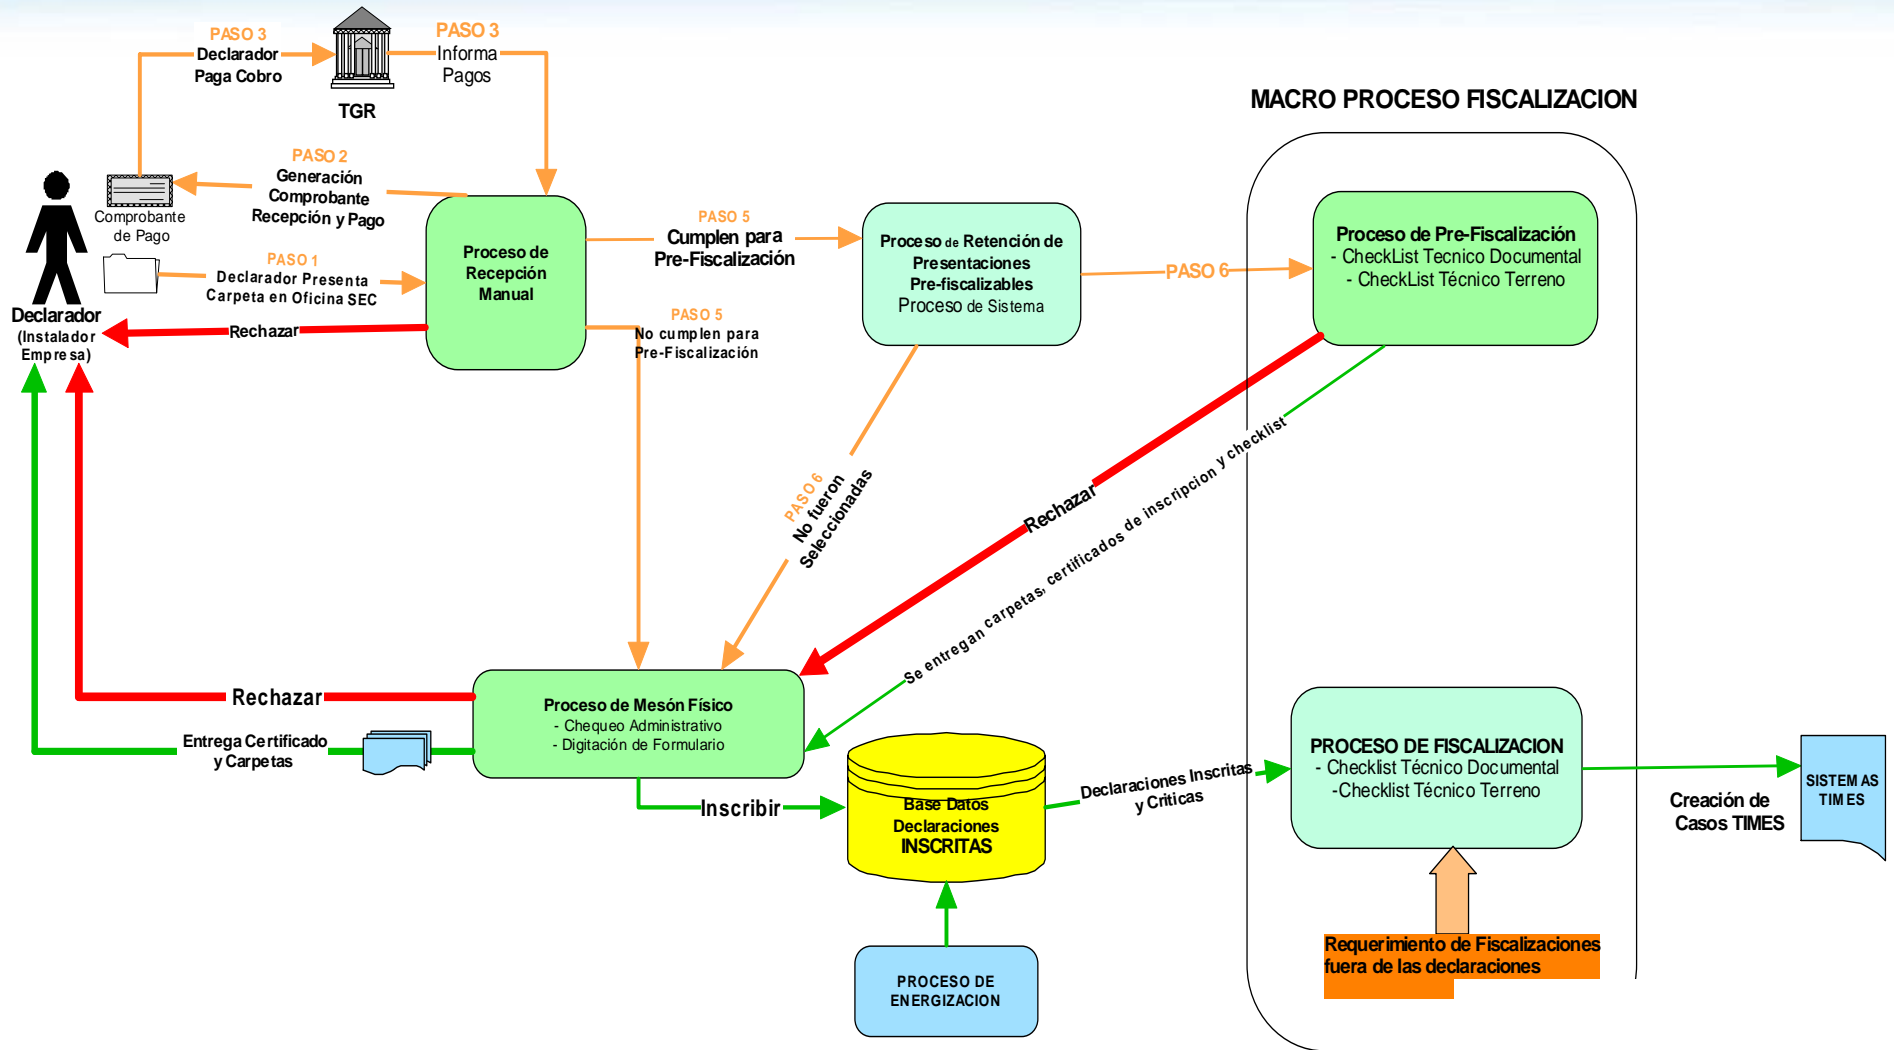 PASO 3
Declarador
Paga Cobro
TGR
PASO 3
Informa
Pagos
MACRO PROCESO FISCALIZACION
PASO 2
Generación
Comprobante
Recepción y Pago
Comprobante
de Pago
PASO 1
Declarador Presenta
Carpeta en Oficina SEC
Declarador
(Instalador
Empresa)
Rechazar
Proceso de
Recepción
Manual
PASO 5
Cumplen para
Pre-Fiscalización
PASO 5
No cumplen para
Pre-Fiscalización
Proceso de Retención de
Presentaciones
Pre-fiscalizables
Proceso de Sistema
PASO 6
Proceso de Pre-Fiscalización
- CheckList Tecnico Documental
- CheckList Técnico Terreno
PASO 6
No fueron
Seleccionadas
Rechazar
Se entregan carpetas, certificados de inscripcion y checklist
Rechazar
Entrega Certificado
y Carpetas
Proceso de Mesón Físico
- Chequeo Administrativo
- Digitación de Formulario
Inscribir
Base Datos
Declaraciones
INSCRITAS
Declaraciones Inscritas
y Criticas
PROCESO DE FISCALIZACION
- Checklist Técnico Documental
-Checklist Técnico Terreno
Creación de
Casos TIMES
SISTEMAS
TIMES
Requerimiento de Fiscalizaciones
fuera de las declaraciones
PROCESO DE
ENERGIZACION